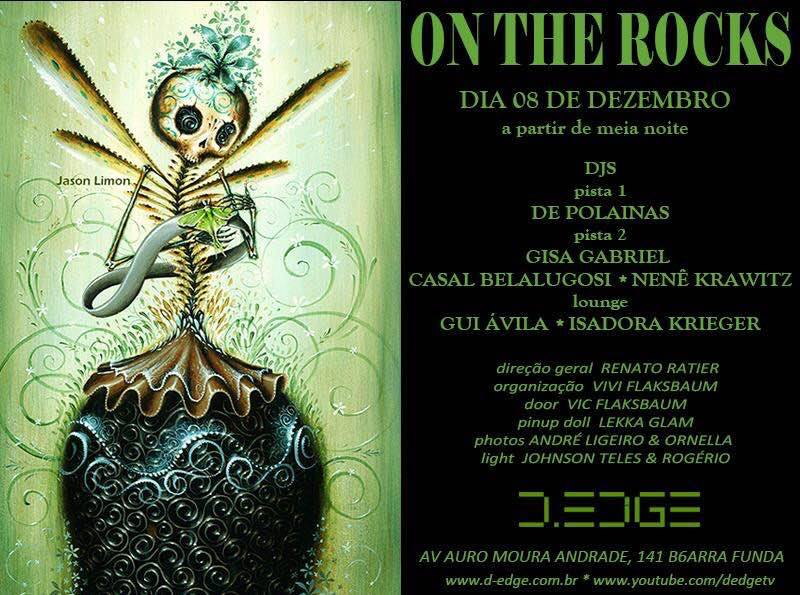 Jason Limon
ON THE ROCKS
DIA 08 DE DEZEMBRO
a partir de meia noite
DJS
pista 1
DE POLAINAS
pista 2
GISA GABRIEL
CASAL BELALUGOSI * NENÊ KRAWITZ
lounge
GUI ÁVILA * ISADORA KRIEGER
direção geral RENATO RATIER
organização VIVI FLAKSBAUM
door VIC FLAKSBAUM
pinup doll LEKKA GLAM
photos ANDRÉ LIGEIRO & ORNELLA
light JOHNSON TELES & ROGÉRIO
D.EDGE
AV AURO MOURA ANDRADE, 141 B6ARRA FUNDA
www.d-edge.com.br * www.youtube.com/dedgetv